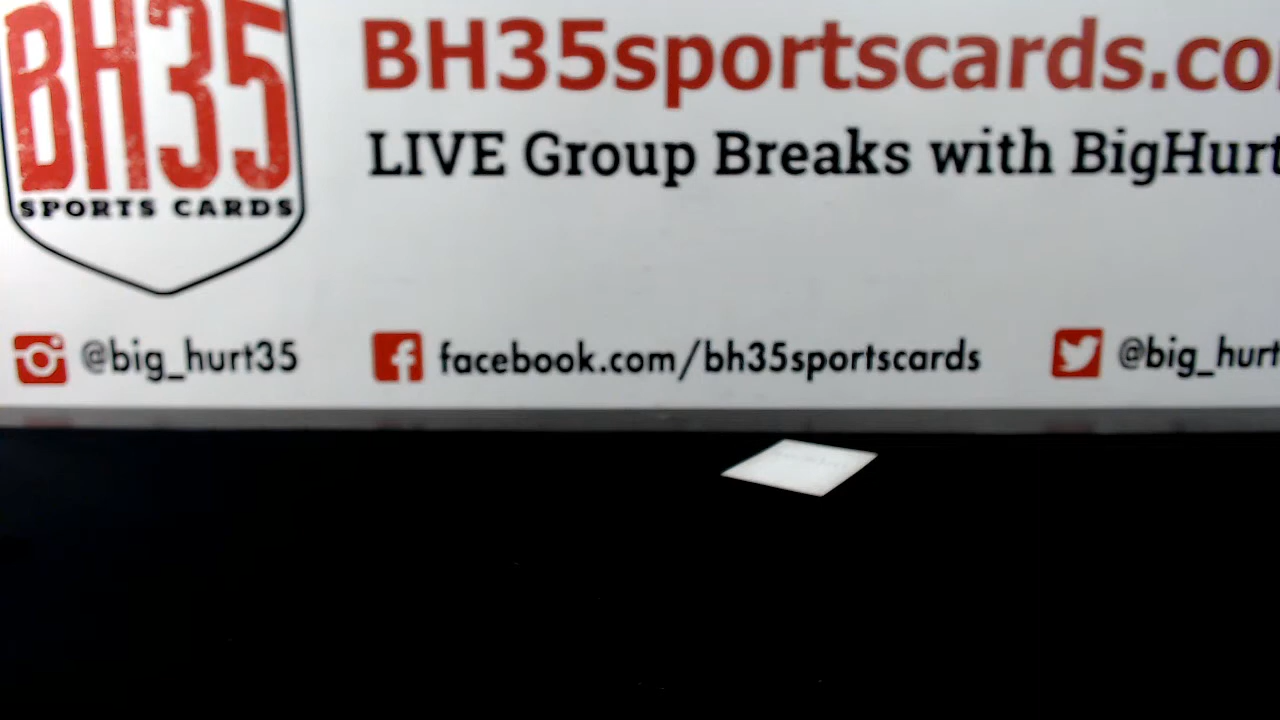 BH35
SPORTS CARDS
BH35sportscards.co
LIVE Group Breaks with BigHurt
@big_hurt35
facebook.com/bh35sportscards
@big_hurt